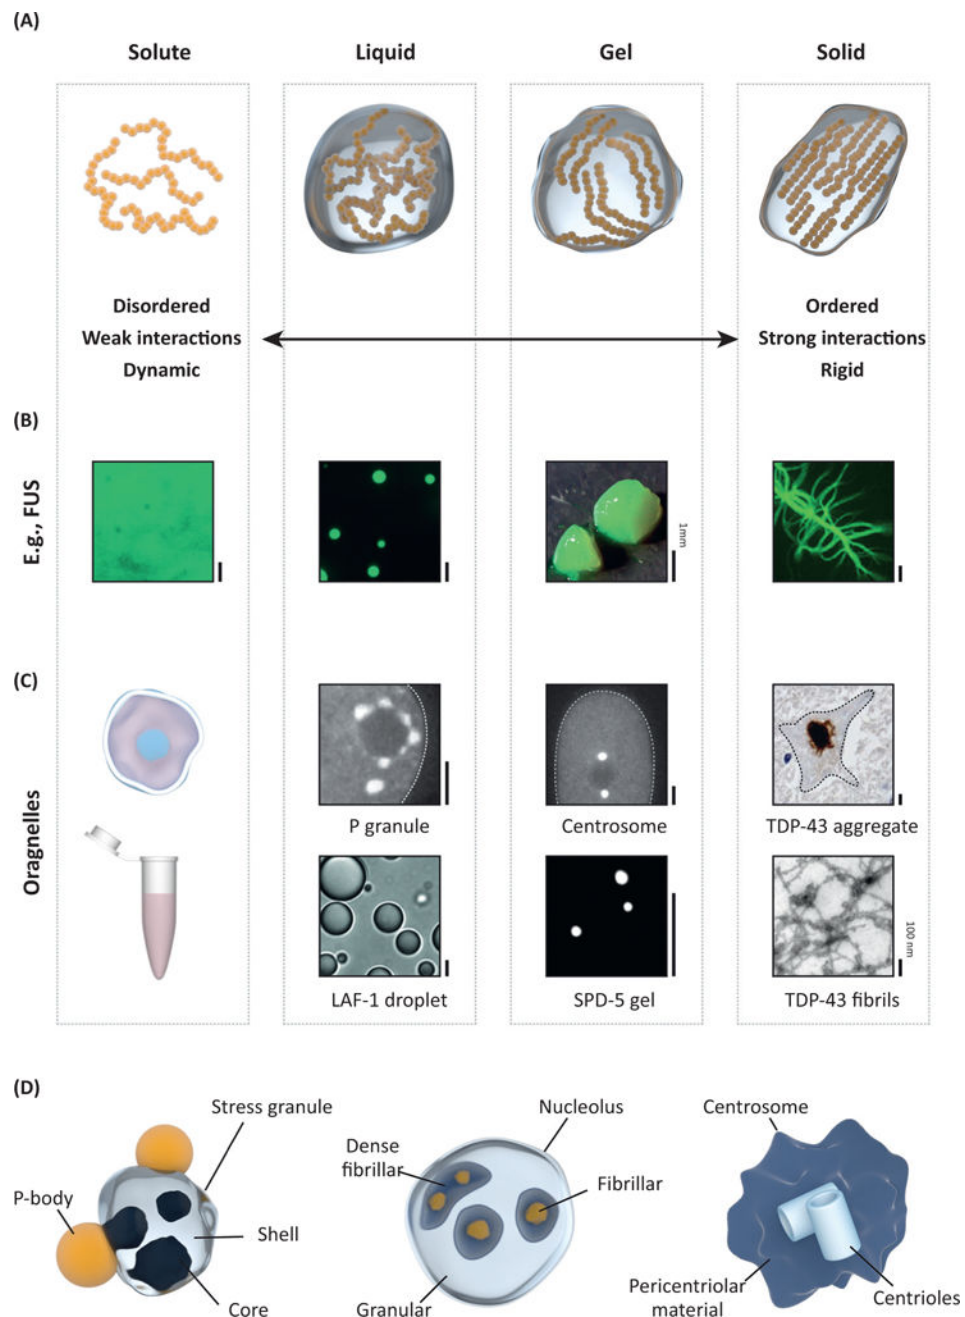 (A)
Solute
Liquid
Gel
Solid
Disordered
Weak interactions
Dynamic
Ordered
Strong interactions
Rigid
(B)
E.g., FUS
1mm
(C)
Oragnelles
P granule
Centrosome
TDP-43 aggregate
100 nm
LAF-1 droplet
SPD-5 gel
TDP-43 fibrils
(D)
Stress granule
P-body
Shell
Core
Nucleolus
Dense
fibrillar
Fibrillar
Granular
Centrosome
Pericentriolar
material
Centrioles